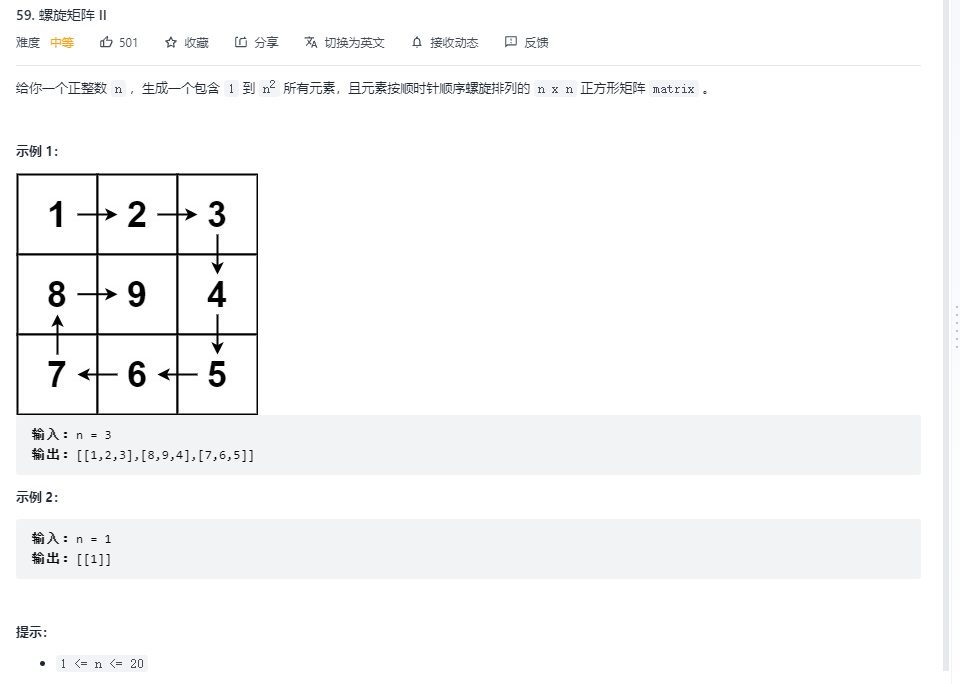 59. 螺旋矩阵 II
难度 中等 501 收藏 分享 切换为英文 接收动态 反馈
给你一个正整数 n ，生成一个包含 1 到 n² 所有元素，且元素按顺时针顺序螺旋排列的 n x n 正方形矩阵 matrix 。
示例 1:
1 2 3
8 9 4
7 6 5
输入：n = 3
输出：[[1,2,3],[8,9,4],[7,6,5]]
示例 2:
输入：n = 1
输出：[[1]]
提示:
1 <= n <= 20